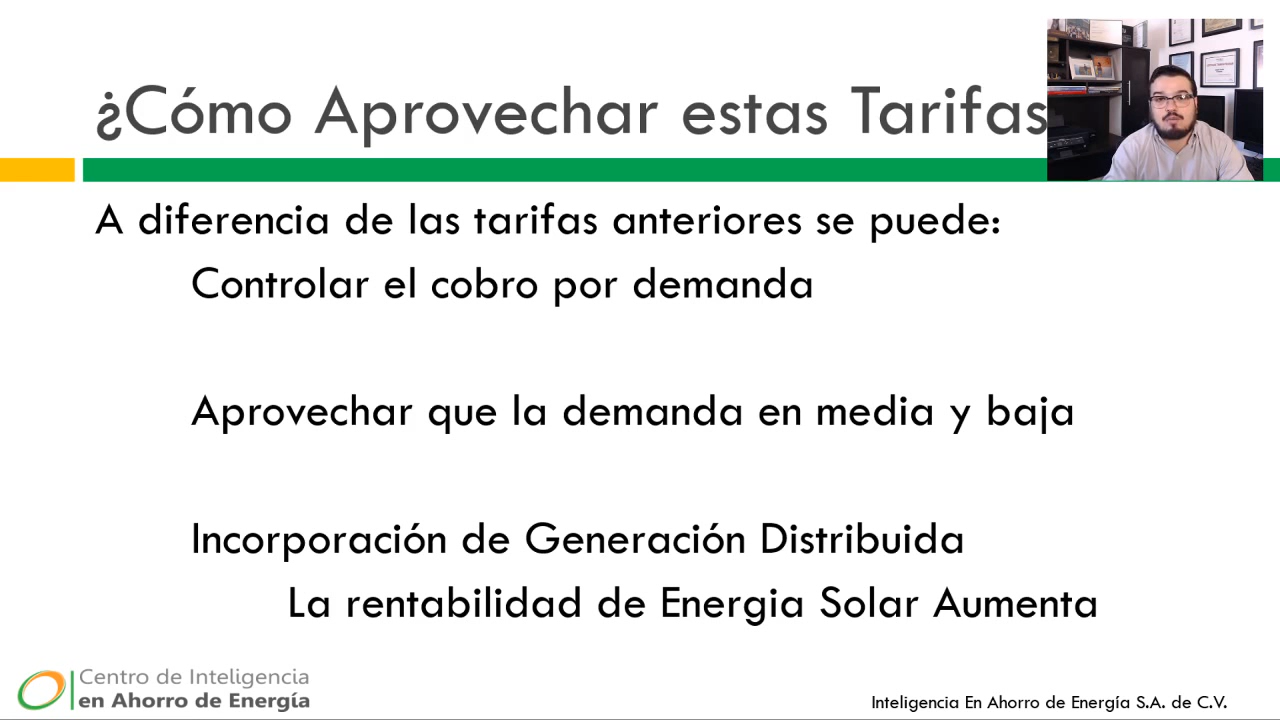 ¿Cómo Aprovechar estas Tarifas
A diferencia de las tarifas anteriores se puede:
Controlar el cobro por demanda
Aprovechar que la demanda en media y baja
Incorporación de Generación Distribuida
La rentabilidad de Energia Solar Aumenta
Centro de Inteligencia
en Ahorro de Energía
Inteligencia En Ahorro de Energía S.A. de C.V.